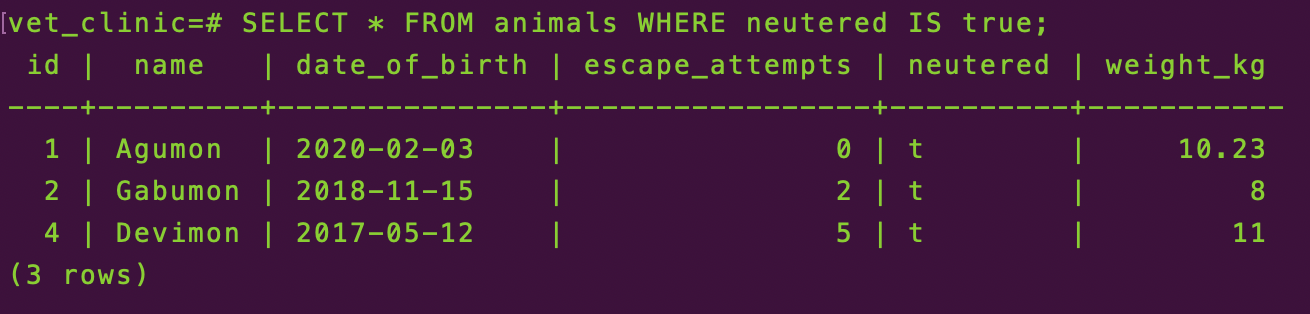 [vet_clinic=# SELECT * FROM animals WHERE neutered IS true;
 id |  name   | date_of_birth | escape_attempts | neutered | weight_kg
----+---------+---------------+-----------------+----------+-----------
  1 | Agumon  | 2020-02-03    |               0 | t        |     10.23
  2 | Gabumon | 2018-11-15    |               2 | t        |         8
  4 | Devimon | 2017-05-12    |               5 | t        |        11
(3 rows)